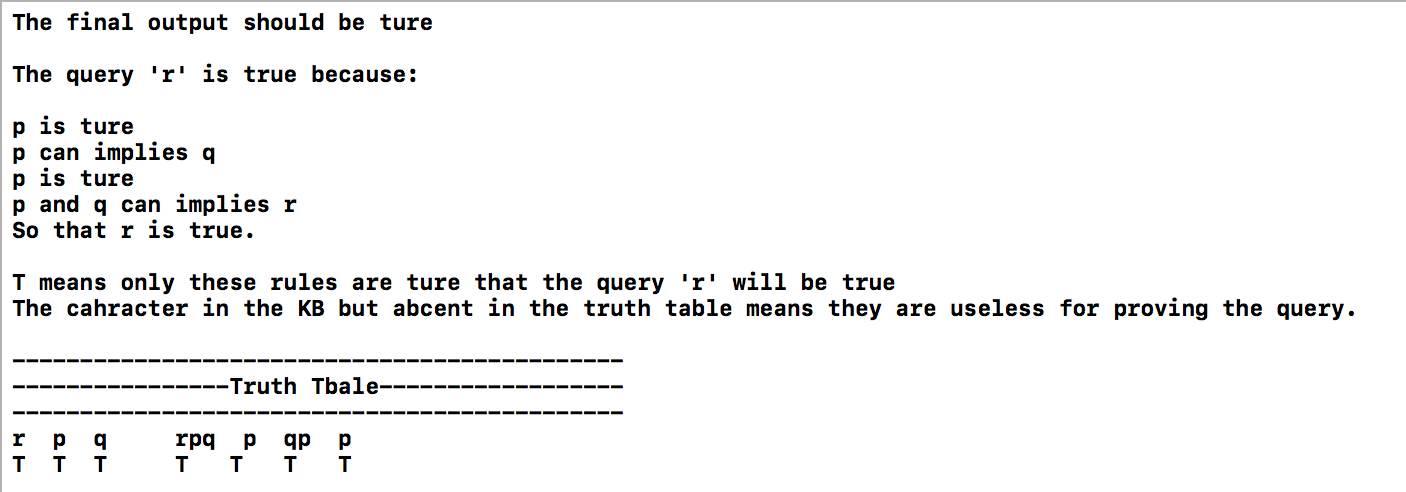 The final output should be ture
The query 'r' is true because:
p is ture
p can implies q
p is ture
p and q can implies r
So that r is true.
T means only these rules are ture that the query 'r' will be true
The cahracter in the KB but abcent in the truth table means they are useless for proving the query.
---------------------------------------------
----------------Truth Tbale------------------
---------------------------------------------
r  p  q     rpq  p  qp  p
T  T  T     T   T   T   T